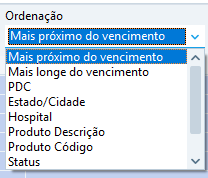 Ordenação
Mais próximo do vencimento
Mais próximo do vencimento
Mais longe do vencimento
PDC
Estado/Cidade
Hospital
Produto Descrição
Produto Código
Status